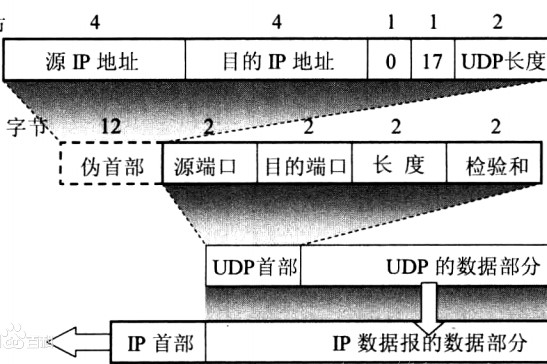 节 4 4 1 1 2
源 IP 地址 目的 IP 地址 0 17 UDP长度
字节 12 2 2 2 2
伪首部 源端口 目的端口 长 度 检验和
UDP首部 UDP 的数据部分
IP 首部 IP 数据报的数据部分
百科